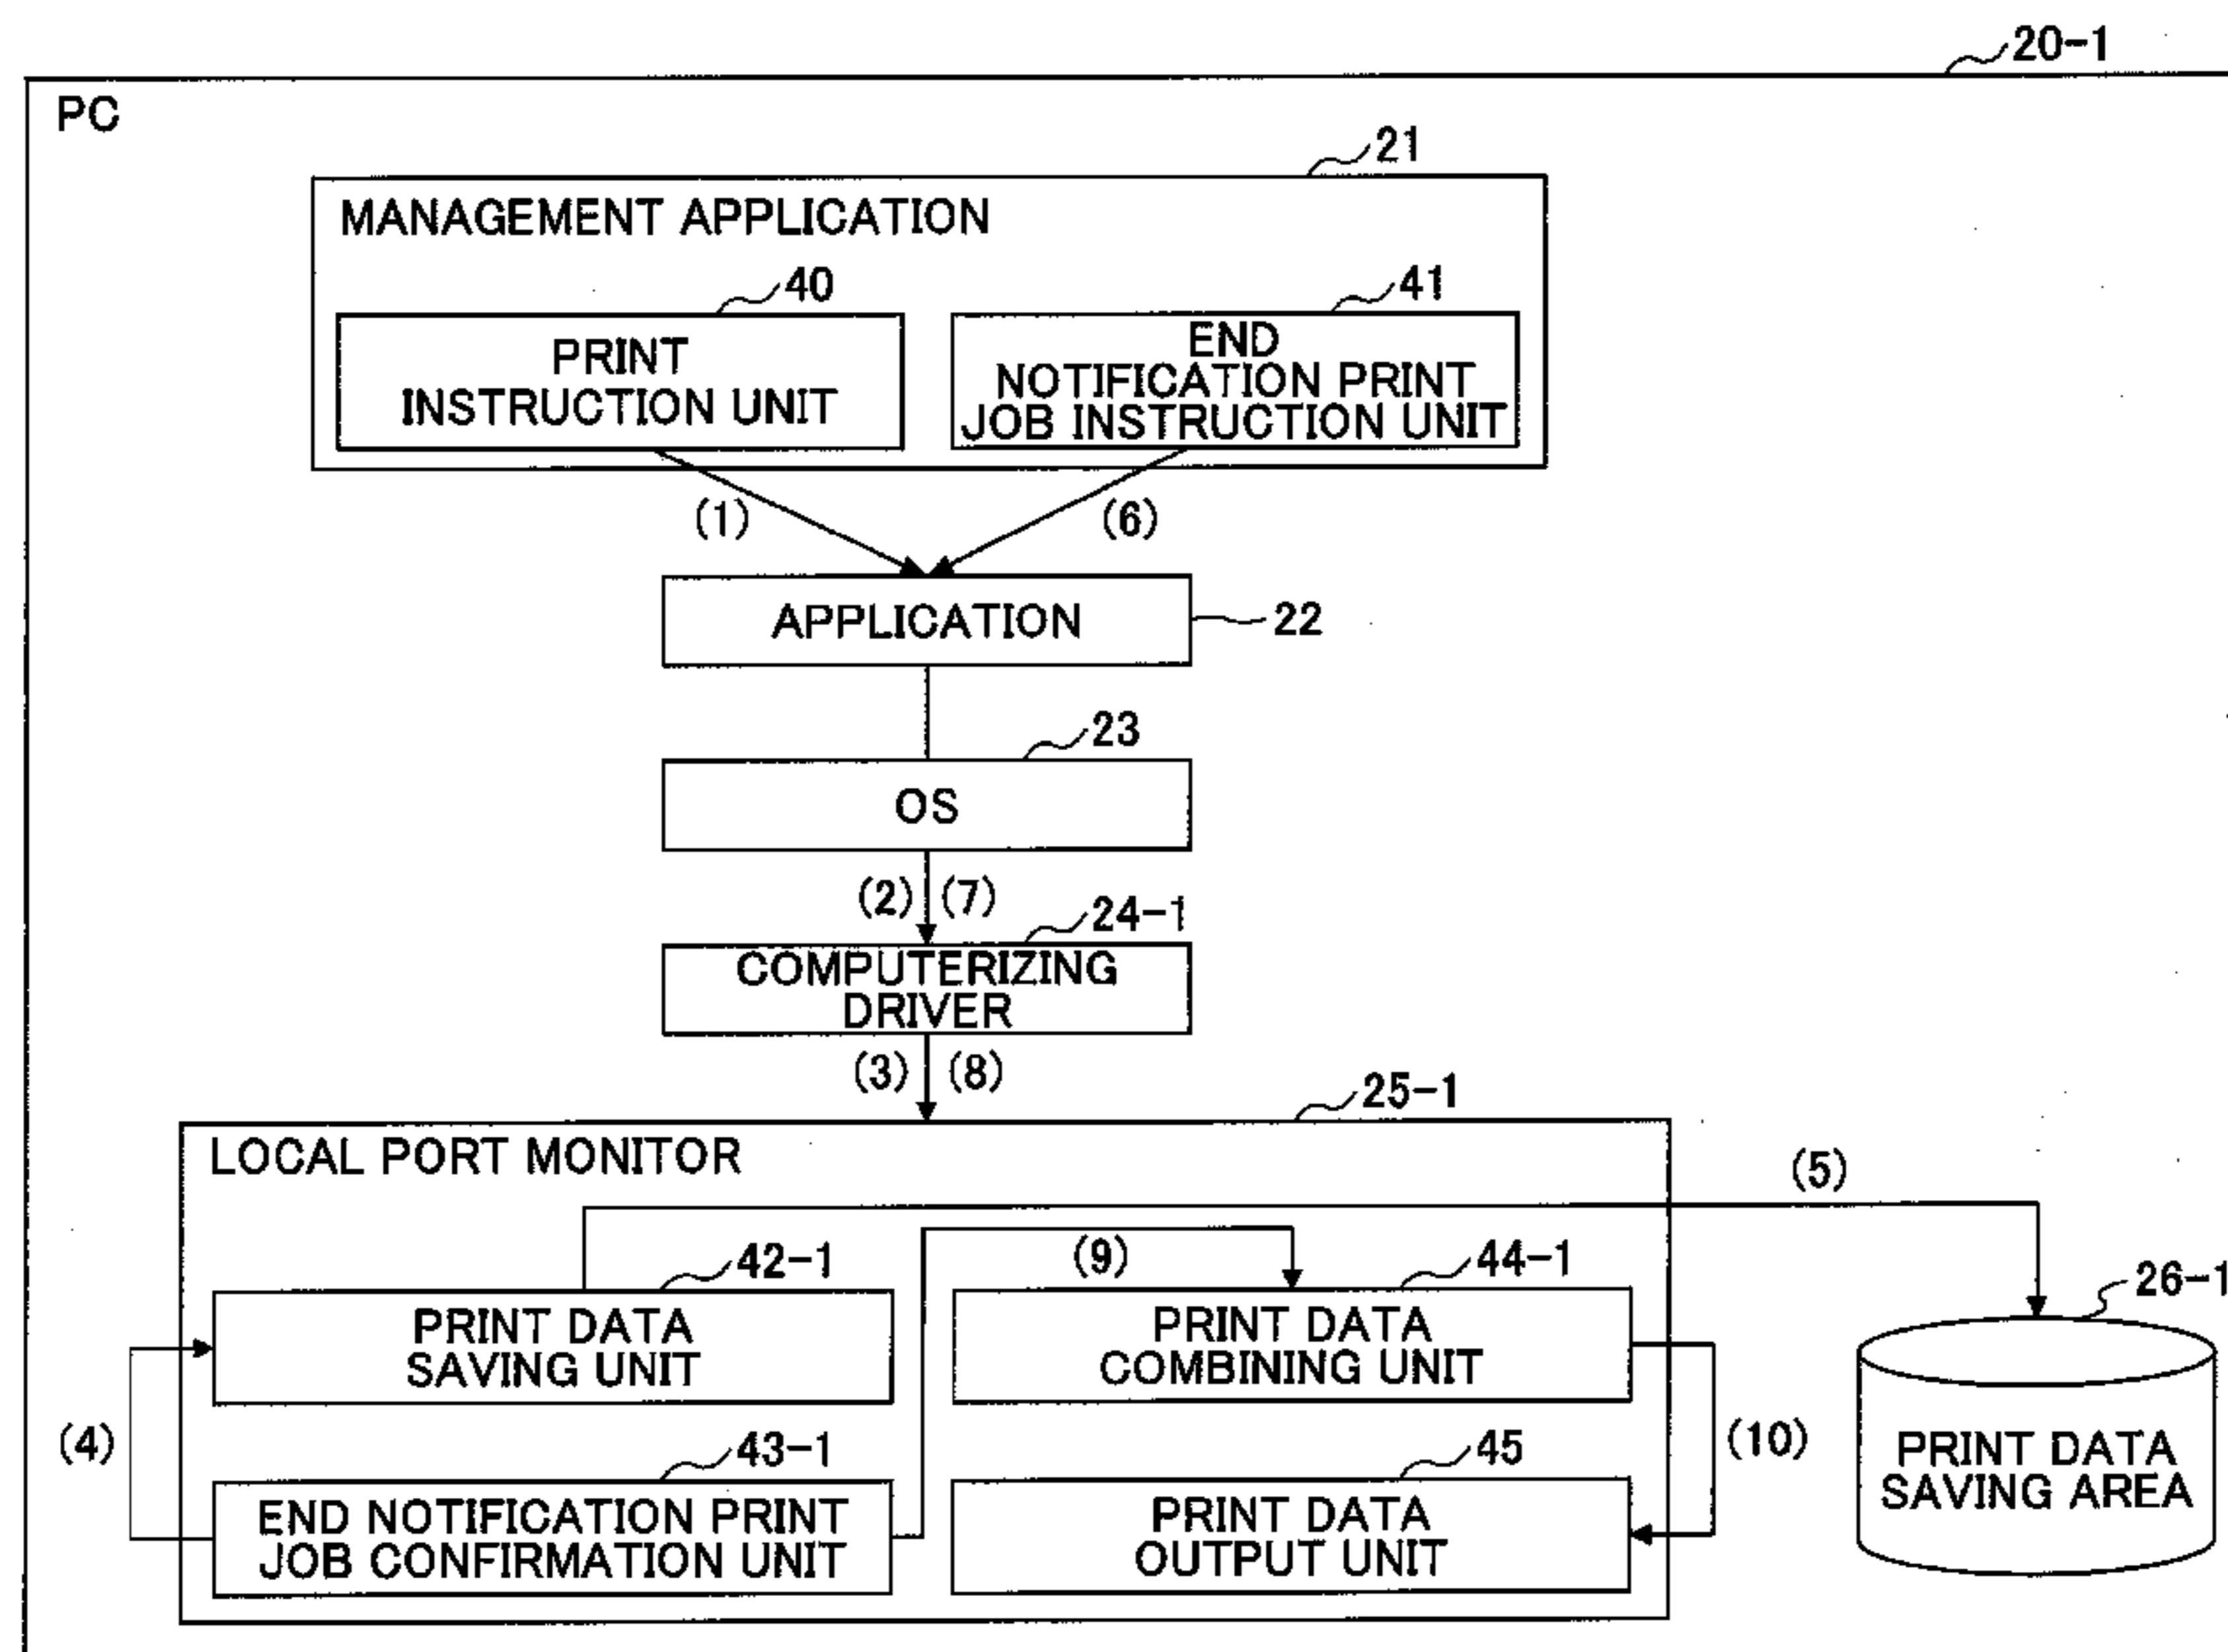 20-1
PC
21
MANAGEMENT APPLICATION
40
41
PRINT
INSTRUCTION UNIT
END
NOTIFICATION PRINT
JOB INSTRUCTION UNIT
(1)
(6)
APPLICATION
22
23
OS
(2)
(7)
24-1
COMPUTERIZING
DRIVER
(3)
(8)
25-1
LOCAL PORT MONITOR
(5)
42-1
(9)
44-1
26-1
PRINT DATA
SAVING UNIT
PRINT DATA
COMBINING UNIT
(4)
43-1
45
(10)
PRINT DATA
SAVING AREA
END NOTIFICATION PRINT
JOB CONFIRMATION UNIT
PRINT DATA
OUTPUT UNIT